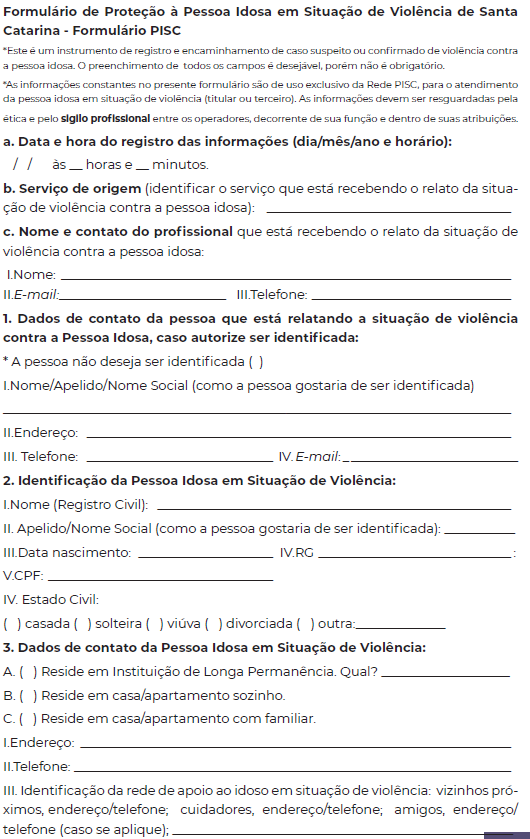 Formulário de Proteção à Pessoa Idosa em Situação de Violência de Santa
Catarina - Formulário PISC
*Este é um instrumento de registro e encaminhamento de caso suspeito ou confirmado de violência contra
a pessoa idosa. O preenchimento de todos os campos é desejável, porém não é obrigatório.
*As informações constantes no presente formulário são de uso exclusivo da Rede PISC, para o atendimento
da pessoa idosa em situação de violência (titular ou terceiro). As informações devem ser resguardadas pela
ética e pelo sigilo profissional entre os operadores, decorrente de sua função e dentro de suas atribuições.
a. Data e hora do registro das informações (dia/mês/ano e horário):
/ / às __ horas e __ minutos.
b. Serviço de origem (identificar o serviço que está recebendo o relato da situa-
ção de violência contra a pessoa idosa): ____________________
c. Nome e contato do profissional que está recebendo o relato da situação de
violência contra a pessoa idosa:
I.Nome: ____________________
II.E-mail:____________________ III.Telefone: ____________________
1. Dados de contato da pessoa que está relatando a situação de violência
contra a Pessoa Idosa, caso autorize ser identificada:
* A pessoa não deseja ser identificada ( )
I.Nome/Apelido/Nome Social (como a pessoa gostaria de ser identificada)
____________________
II.Endereço: ____________________
III. Telefone: ____________________ IV.E-mail:_ ____________________
2. Identificação da Pessoa Idosa em Situação de Violência:
I.Nome (Registro Civil): ____________________
II. Apelido/Nome Social (como a pessoa gostaria de ser identificada): __________
III.Data nascimento: ____________________ IV.RG ____________________:
V.CPF: ____________________
IV. Estado Civil:
( ) casada ( ) solteira ( ) viúva ( ) divorciada ( ) outra:____________
3. Dados de contato da Pessoa Idosa em Situação de Violência:
A. ( ) Reside em Instituição de Longa Permanência. Qual? ____________________
B. ( ) Reside em casa/apartamento sozinho.
C. ( ) Reside em casa/apartamento com familiar.
I.Endereço: ____________________
II.Telefone: ____________________
III. Identificação da rede de apoio ao idoso em situação de violência: vizinhos pró-
ximos, endereço/telefone; cuidadores, endereço/telefone; amigos, endereço/
telefone (caso se aplique); ____________________